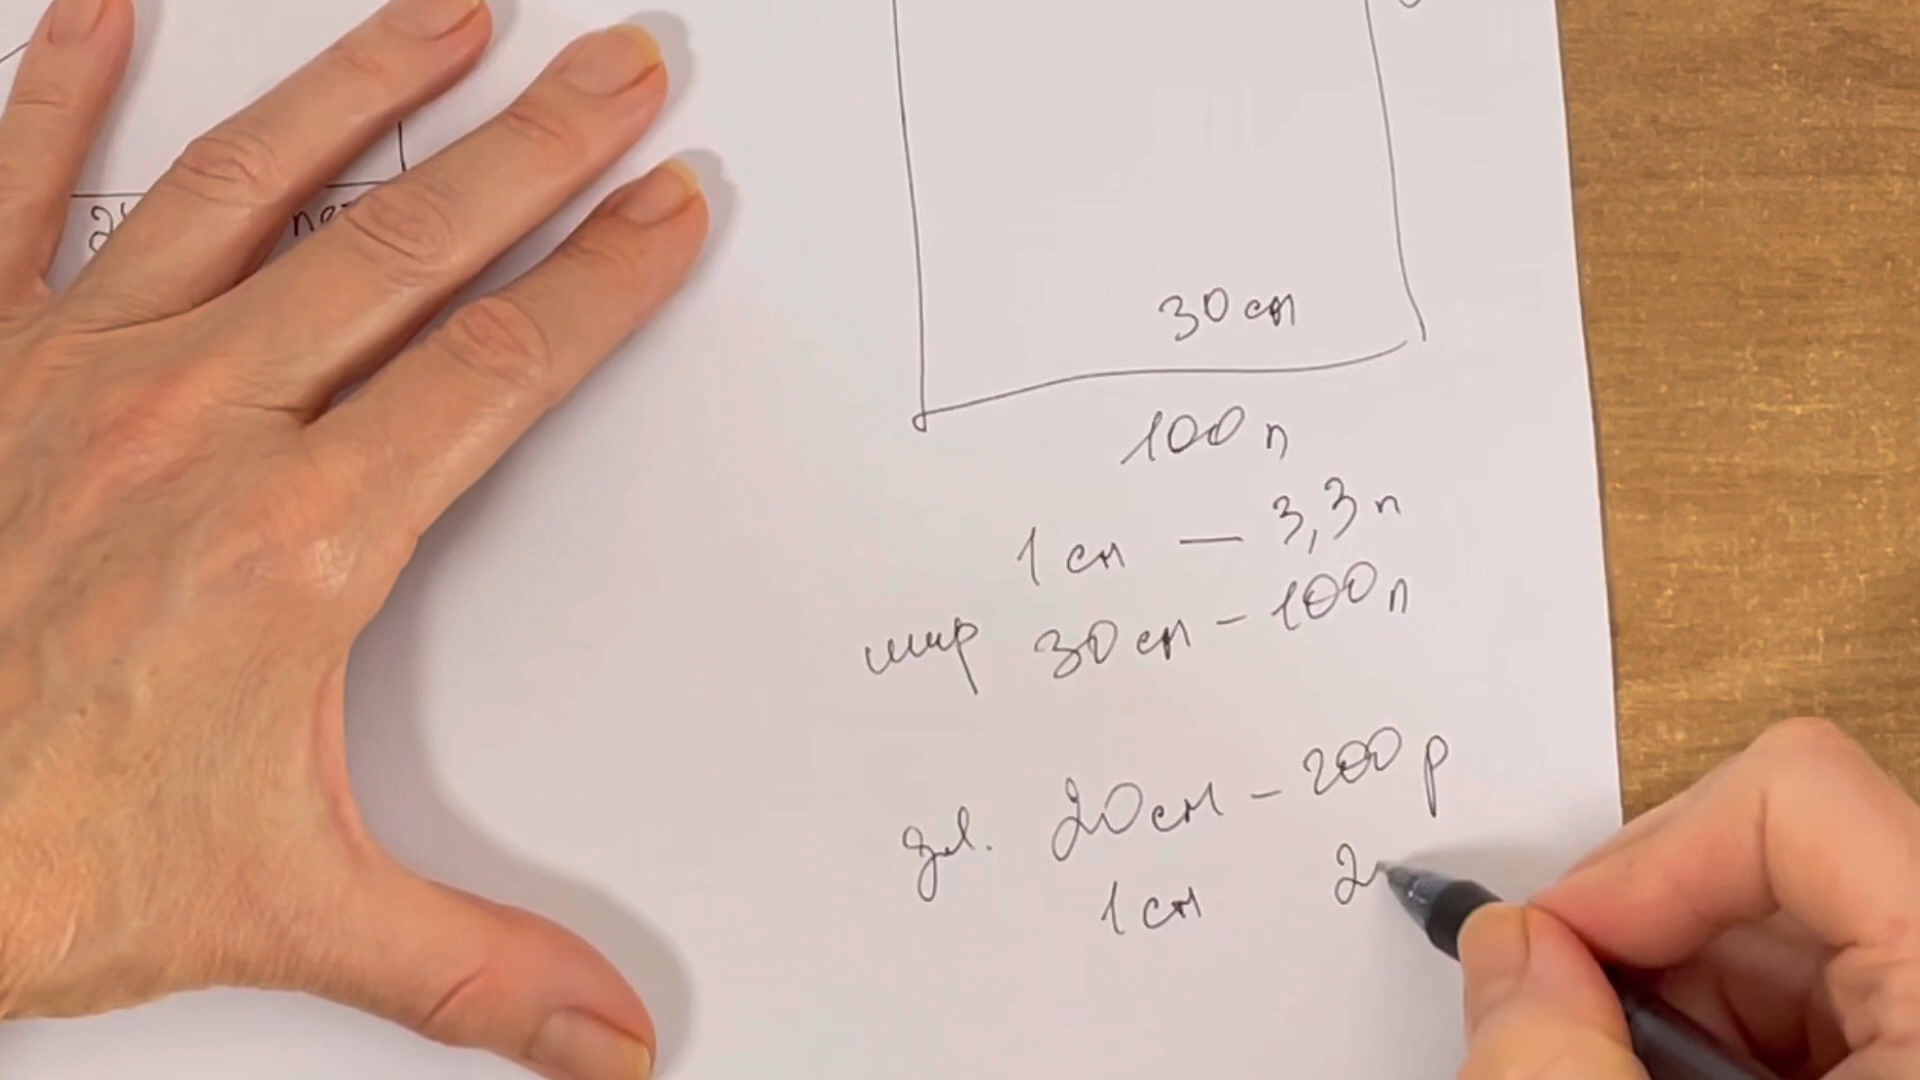 30 см
100 п
1 см — 3,3 п
шир 30 см – 100 п
дл. 20 см – 200 р
1 см 2